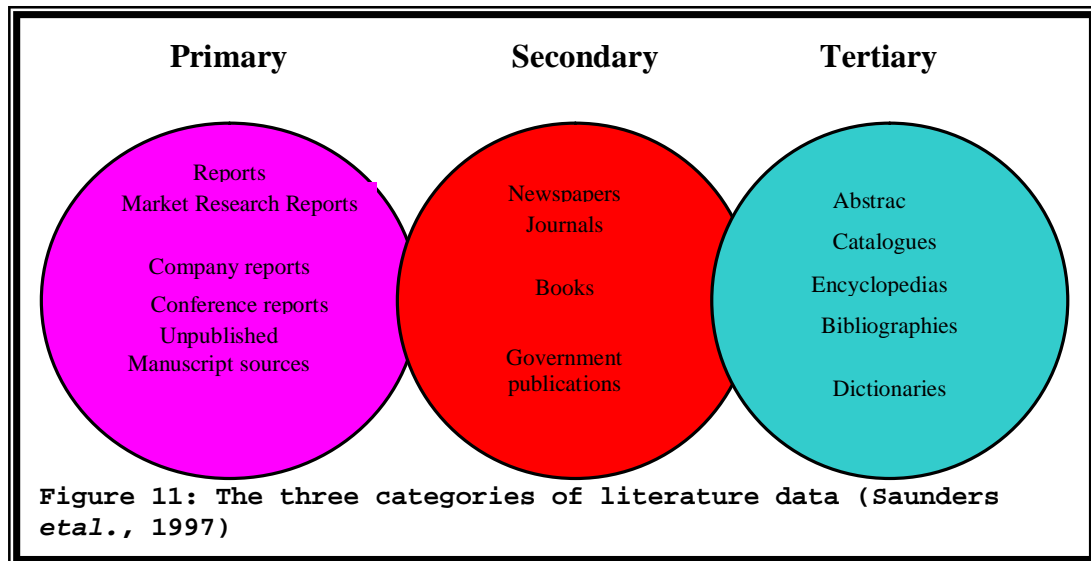 Primary
Secondary
Tertiary
Reports
Market Research Reports
Company reports
Conference reports
Unpublished
Manuscript sources
Newspapers
Journals
Books
Government
publications
Abstrac
Catalogues
Encyclopedias
Bibliographies
Dictionaries
Figure 11: The three categories of literature data (Saunders
etal., 1997)